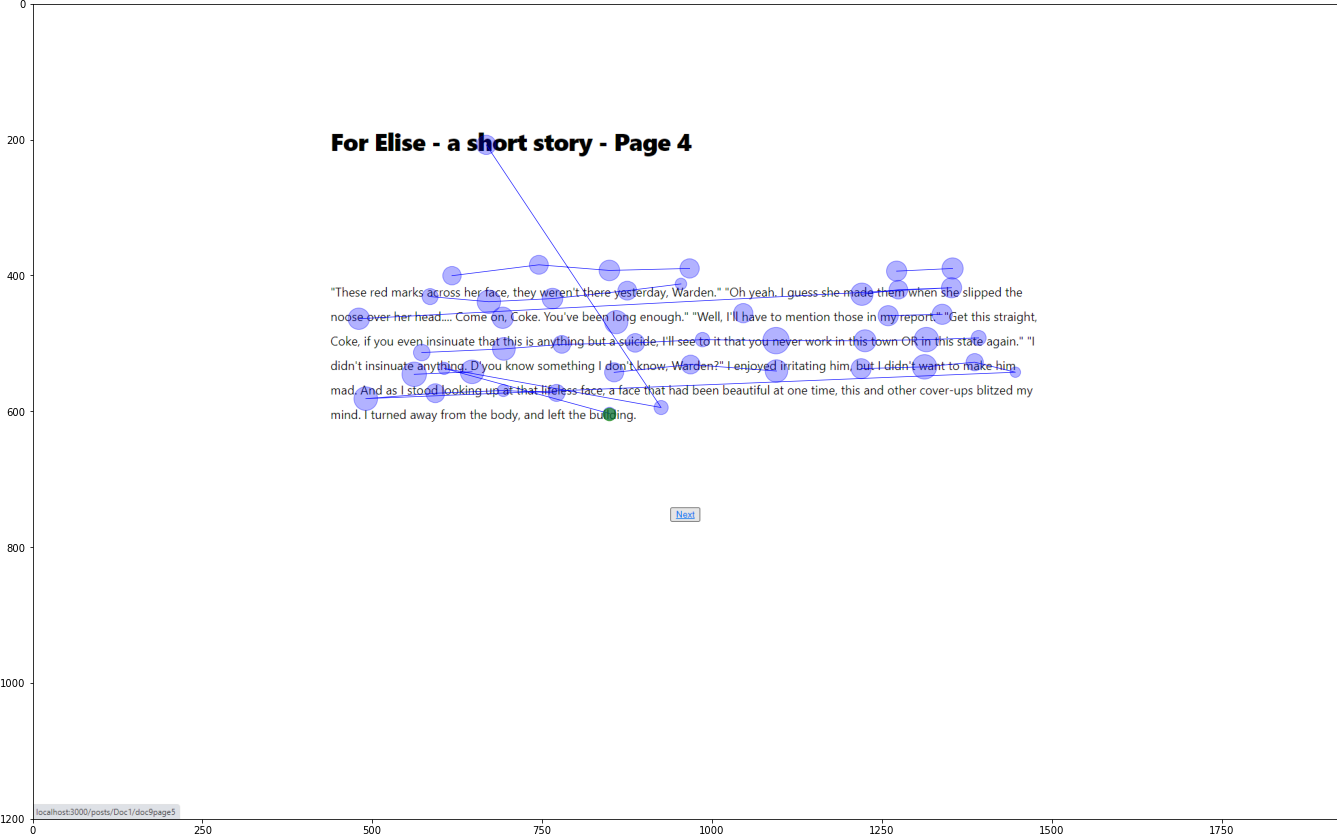 0
200
For Elise - a short story - Page 4
400
"These red marks across her face, they weren't there yesterday, Warden." "Oh yeah. I guess she made them when she slipped the
noose over her head.... Come on, Coke. You've been long enough." "Well, I'll have to mention those in my report." "Get this straight,
Coke, if you even insinuate that this is anything but a suicide, I'll see to it that you never work in this town OR in this state again." "I
didn't insinuate anything. D'you know something I don't know, Warden?" I enjoyed irritating him, but I didn't want to make him
mad. And as I stood looking up at that lifeless face, a face that had been beautiful at one time, this and other cover-ups blitzed my
600
mind. I turned away from the body, and left the building.
Next
800
1000
localhost:3000/posts/Doc1/doc9page5
1200
0 250 500 750 1000 1250 1500 1750